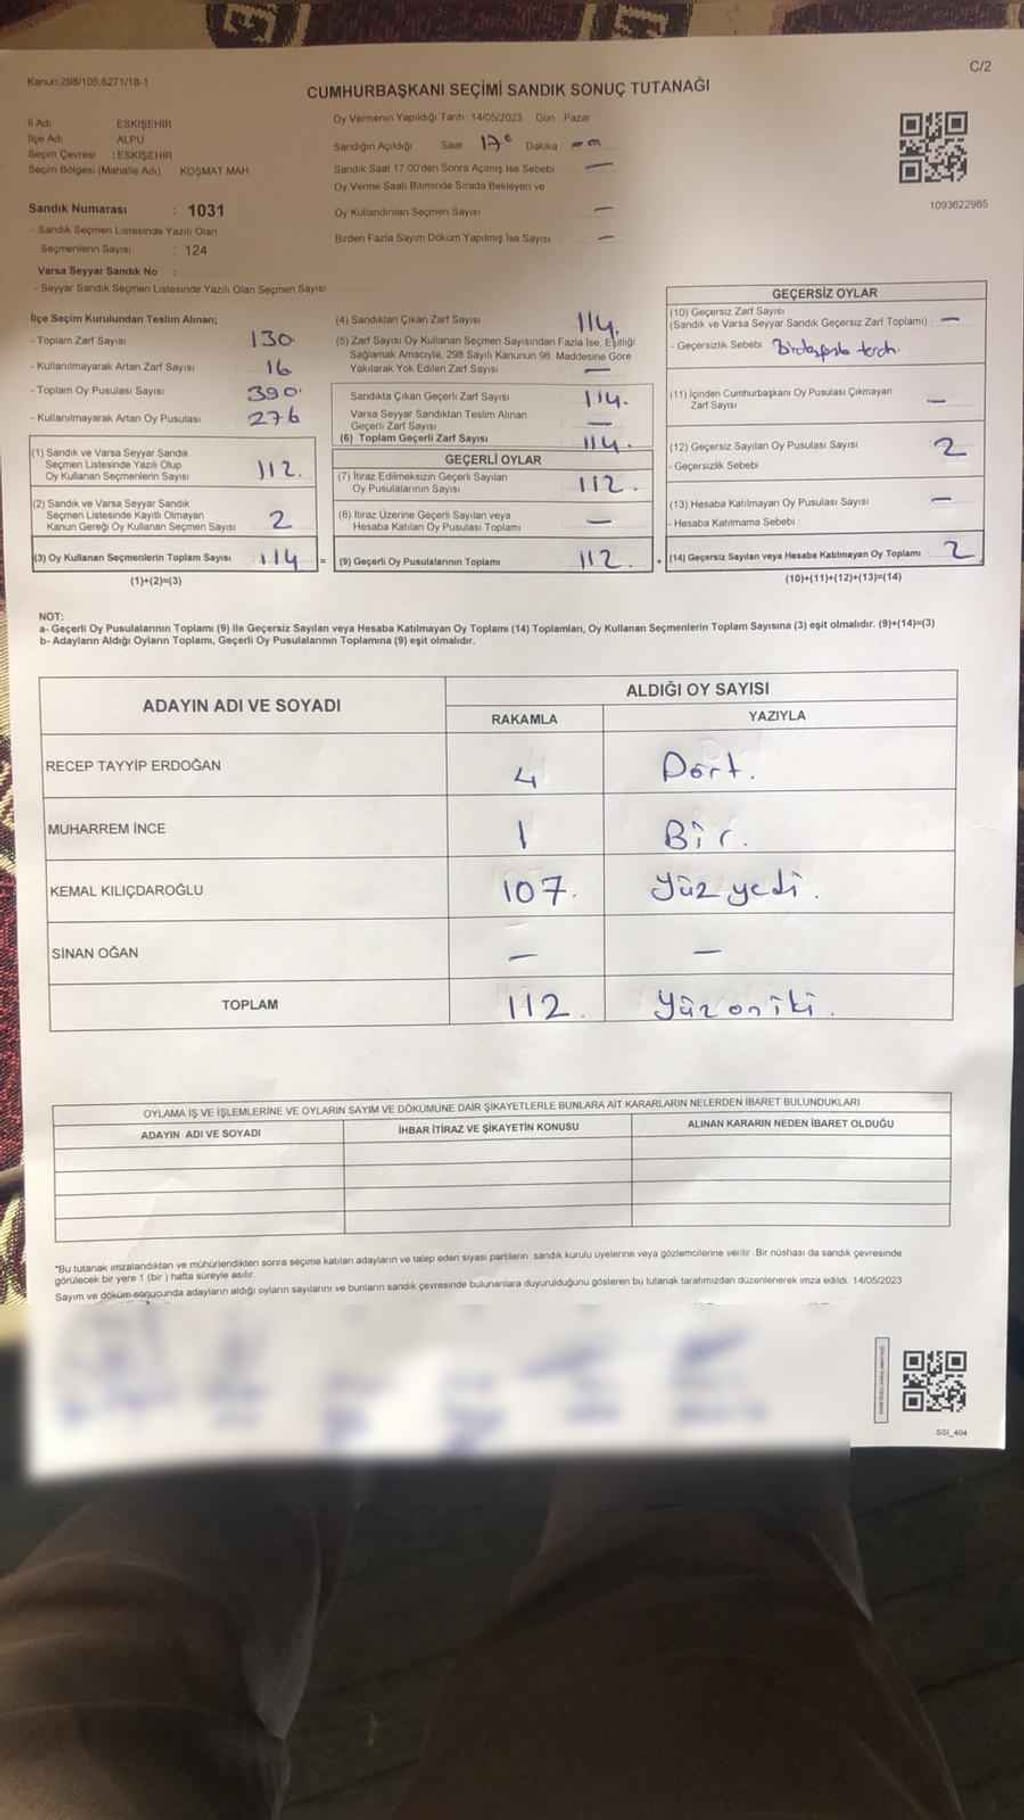 C/2
Kanun:298/105,6271/18-1
CUMHURBAŞKANI SEÇİMİ SANDIK SONUÇ TUTANAĞI
İl Adı ESKİŞEHİR
İlçe Adı ALPU
Seçim Çevresi : ESKİŞEHİR
Seçim Bölgesi (Mahalle Adı) KOŞMAT MAH.
Sandık Numarası : 1031
- Sandık Seçmen Listesinde Yazılı Olan
Seçmenlerin Sayısı : 124
Varsa Seyyar Sandık No :
- Seyyar Sandık Seçmen Listesinde Yazılı Olan Seçmen Sayısı
Oy Vermenin Yapıldığı Tarih: 14/05/2023 Gün Pazar
Sandığın Açıldığı Saat 17 Dakika
Sandık Saat 17.00'den Sonra Açılmış İse Sebebi —
Oy Verme Saati Bitiminde Sırada Bekleyen ve
Oy Kullandırılan Seçmen Sayısı —
Birden Fazla Sayım Döküm Yapılmış İse Sayısı —
1093622965
İlçe Seçim Kurulundan Teslim Alınan;
- Toplam Zarf Sayısı 130
- Kullanılmayarak Artan Zarf Sayısı 16
- Toplam Oy Pusulası Sayısı 390
- Kullanılmayarak Artan Oy Pusulası 276
(1) Sandık ve Varsa Seyyar Sandık
Seçmen Listesinde Yazılı Olup
Oy Kullanan Seçmenlerin Sayısı 112.
(2) Sandık ve Varsa Seyyar Sandık
Seçmen Listesinde Kayıtlı Olmayan
Kanun Gereği Oy Kullanan Seçmen Sayısı 2
(3) Oy Kullanan Seçmenlerin Toplam Sayısı 114 =
(1)+(2)=(3)
(4) Sandıktan Çıkan Zarf Sayısı 114.
(5) Zarf Sayısı Oy Kullanan Seçmen Sayısından Fazla İse, Eşitliği
Sağlamak Amacıyla, 298 Sayılı Kanunun 98. Maddesine Göre
Yakılarak Yok Edilen Zarf Sayısı —
Sandıkta Çıkan Geçerli Zarf Sayısı 114.
Varsa Seyyar Sandıktan Teslim Alınan
Geçerli Zarf Sayısı —
(6) Toplam Geçerli Zarf Sayısı 114.
GEÇERLİ OYLAR
(7) İtiraz Edilmeksizin Geçerli Sayılan
Oy Pusulalarının Sayısı 112.
(8) İtiraz Üzerine Geçerli Sayılan veya
Hesaba Katılan Oy Pusulası Toplamı —
(9) Geçerli Oy Pusulalarının Toplamı 112. +
GEÇERSİZ OYLAR
(10) Geçersiz Zarf Sayısı
(Sandık ve Varsa Seyyar Sandık Geçersiz Zarf Toplamı) —
- Geçersizlik Sebebi
(11) İçinden Cumhurbaşkanı Oy Pusulası Çıkmayan
Zarf Sayısı —
(12) Geçersiz Sayılan Oy Pusulası Sayısı 2
- Geçersizlik Sebebi
(13) Hesaba Katılmayan Oy Pusulası Sayısı —
- Hesaba Katılmama Sebebi
(14) Geçersiz Sayılan veya Hesaba Katılmayan Oy Toplamı 2
(10)+(11)+(12)+(13)=(14)
NOT:
a- Geçerli Oy Pusulalarının Toplamı (9) ile Geçersiz Sayılan veya Hesaba Katılmayan Oy Toplamı (14) Toplamları, Oy Kullanan Seçmenlerin Toplam Sayısına (3) eşit olmalıdır. (9)+(14)=(3)
b- Adayların Aldığı Oyların Toplamı, Geçerli Oy Pusulalarının Toplamına (9) eşit olmalıdır.
ADAYIN ADI VE SOYADI
ALDIĞI OY SAYISI
RAKAMLA YAZIYLA
RECEP TAYYİP ERDOĞAN 4 Dört.
MUHARREM İNCE 1 Bir.
KEMAL KILIÇDAROĞLU 107. Yüz yedi.
SİNAN OĞAN — —
TOPLAM 112. Yüz on iki.
OYLAMA İŞ VE İŞLEMLERİNE VE OYLARIN SAYIM VE DÖKÜMÜNE DAİR ŞİKAYETLERLE BUNLARA AİT KARARLARIN NELERDEN İBARET BULUNDUKLARI
ADAYIN ADI VE SOYADI İHBAR İTİRAZ VE ŞİKAYETİN KONUSU ALINAN KARARIN NEDEN İBARET OLDUĞU
"Bu tutanak imzalandıktan ve mühürlendikten sonra seçime katılan adayların ve talep eden siyasi partilerin sandık kurulu üyelerine veya gözlemcilerine verilir. Bir nüshası da sandık çevresinde
görülecek bir yere 1 (bir ) hafta süreyle asılır.
Sayım ve döküm sonucunda adayların aldığı oyların sayılarını ve bunların sandık çevresinde bulunanlara duyurulduğunu gösteren bu tutanak tarafımızdan düzenlenerek imza edildi. 14/05/2023
SSI_404